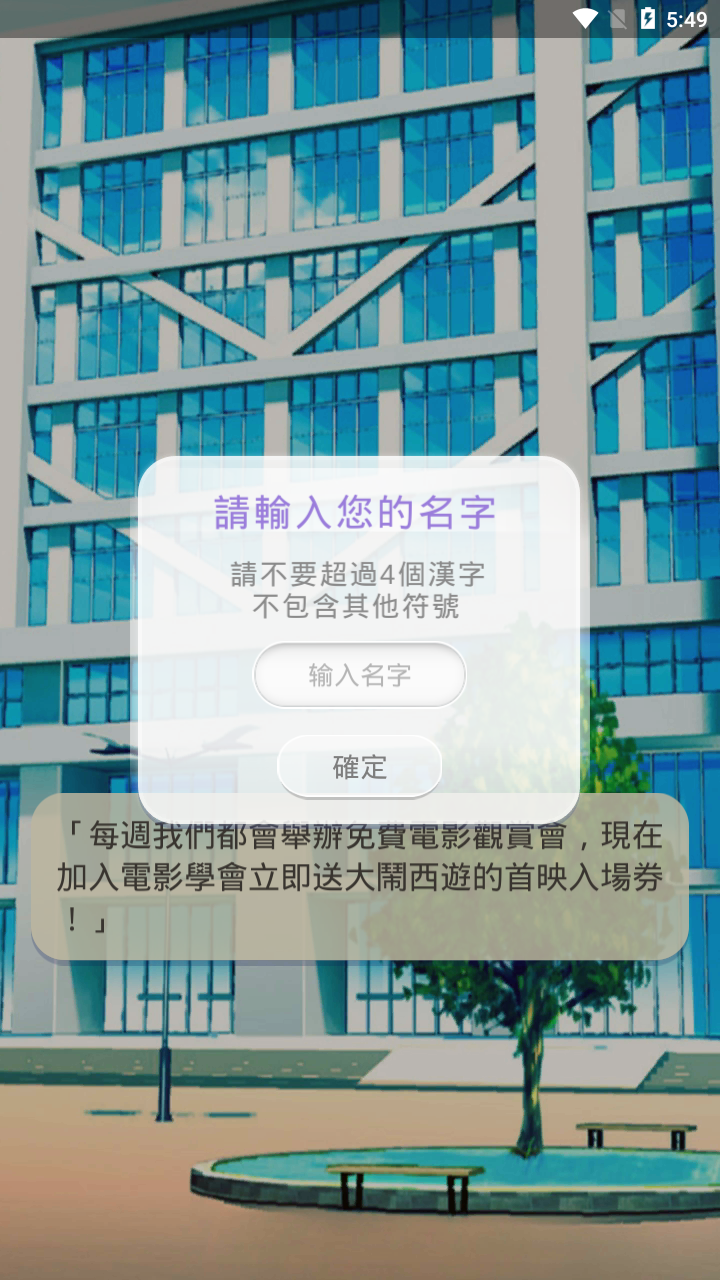 5:49
請輸入您的名字
請不要超過4個漢字
不包含其他符號
输入名字
確定
「每週我們都會舉辦免費電影觀賞會，現在
加入電影學會立即送大鬧西遊的首映入場券
！」